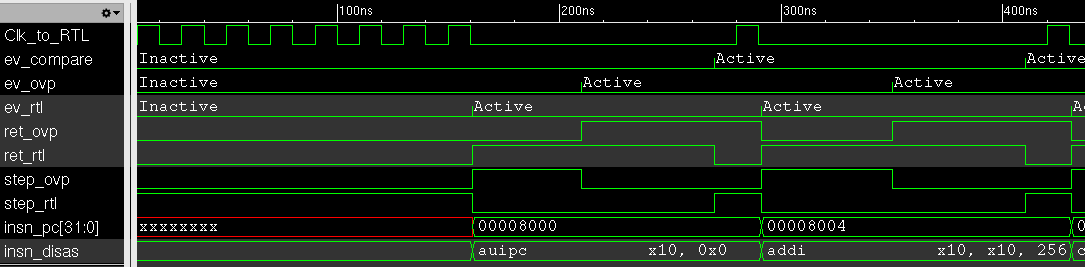 100ns 200ns 300ns 400ns
Clk_to_RTL
ev_compare Inactive Active Active
ev_ovp Inactive Active Active
ev_rtl Inactive Active Active
ret_ovp
ret_rtl
step_ovp
step_rtl
insn_pc[31:0] xxxxxxxx 00008000 00008004
insn_disas auipc x10, 0x0 addi x10, x10, 256